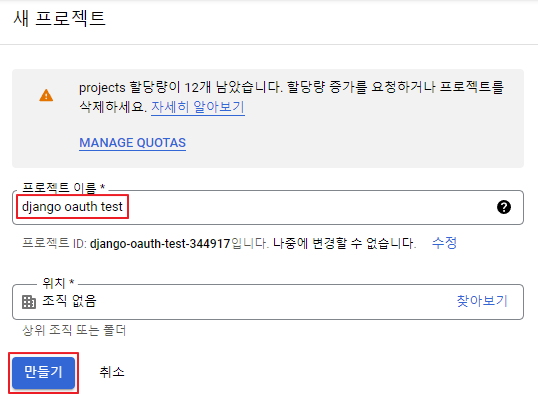 새 프로젝트
projects 할당량이 12개 남았습니다. 할당량 증가를 요청하거나 프로젝트를
삭제하세요. 자세히 알아보기
MANAGE QUOTAS
프로젝트 이름 *
django oauth test
프로젝트 ID: django-oauth-test-344917입니다. 나중에 변경할 수 없습니다. 수정
위치 *
조직 없음 찾아보기
상위 조직 또는 폴더
만들기 취소